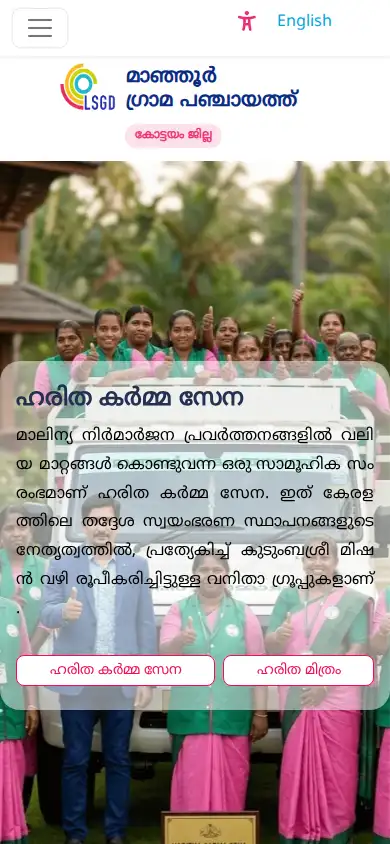 English
മാഞ്ഞൂർ
ഗ്രാമ പഞ്ചായത്ത്
LSGD
കോട്ടയം ജില്ല
ഹരിത കർമ്മ സേന
മാലിന്യ നിർമാർജന പ്രവർത്തനങ്ങളിൽ വലി
യ മാറ്റങ്ങൾ കൊണ്ടുവന്ന ഒരു സാമൂഹിക സം
രംഭമാണ് ഹരിത കർമ്മ സേന. ഇത് കേരള
ത്തിലെ തദ്ദേശ സ്വയംഭരണ സ്ഥാപനങ്ങളുടെ
നേതൃത്വത്തിൽ, പ്രത്യേകിച്ച് കുടുംബശ്രീ മിഷ
ൻ വഴി രൂപീകരിച്ചിട്ടുള്ള വനിതാ ഗ്രൂപ്പുകളാണ്
.
ഹരിത കർമ്മ സേന
ഹരിത മിത്രം